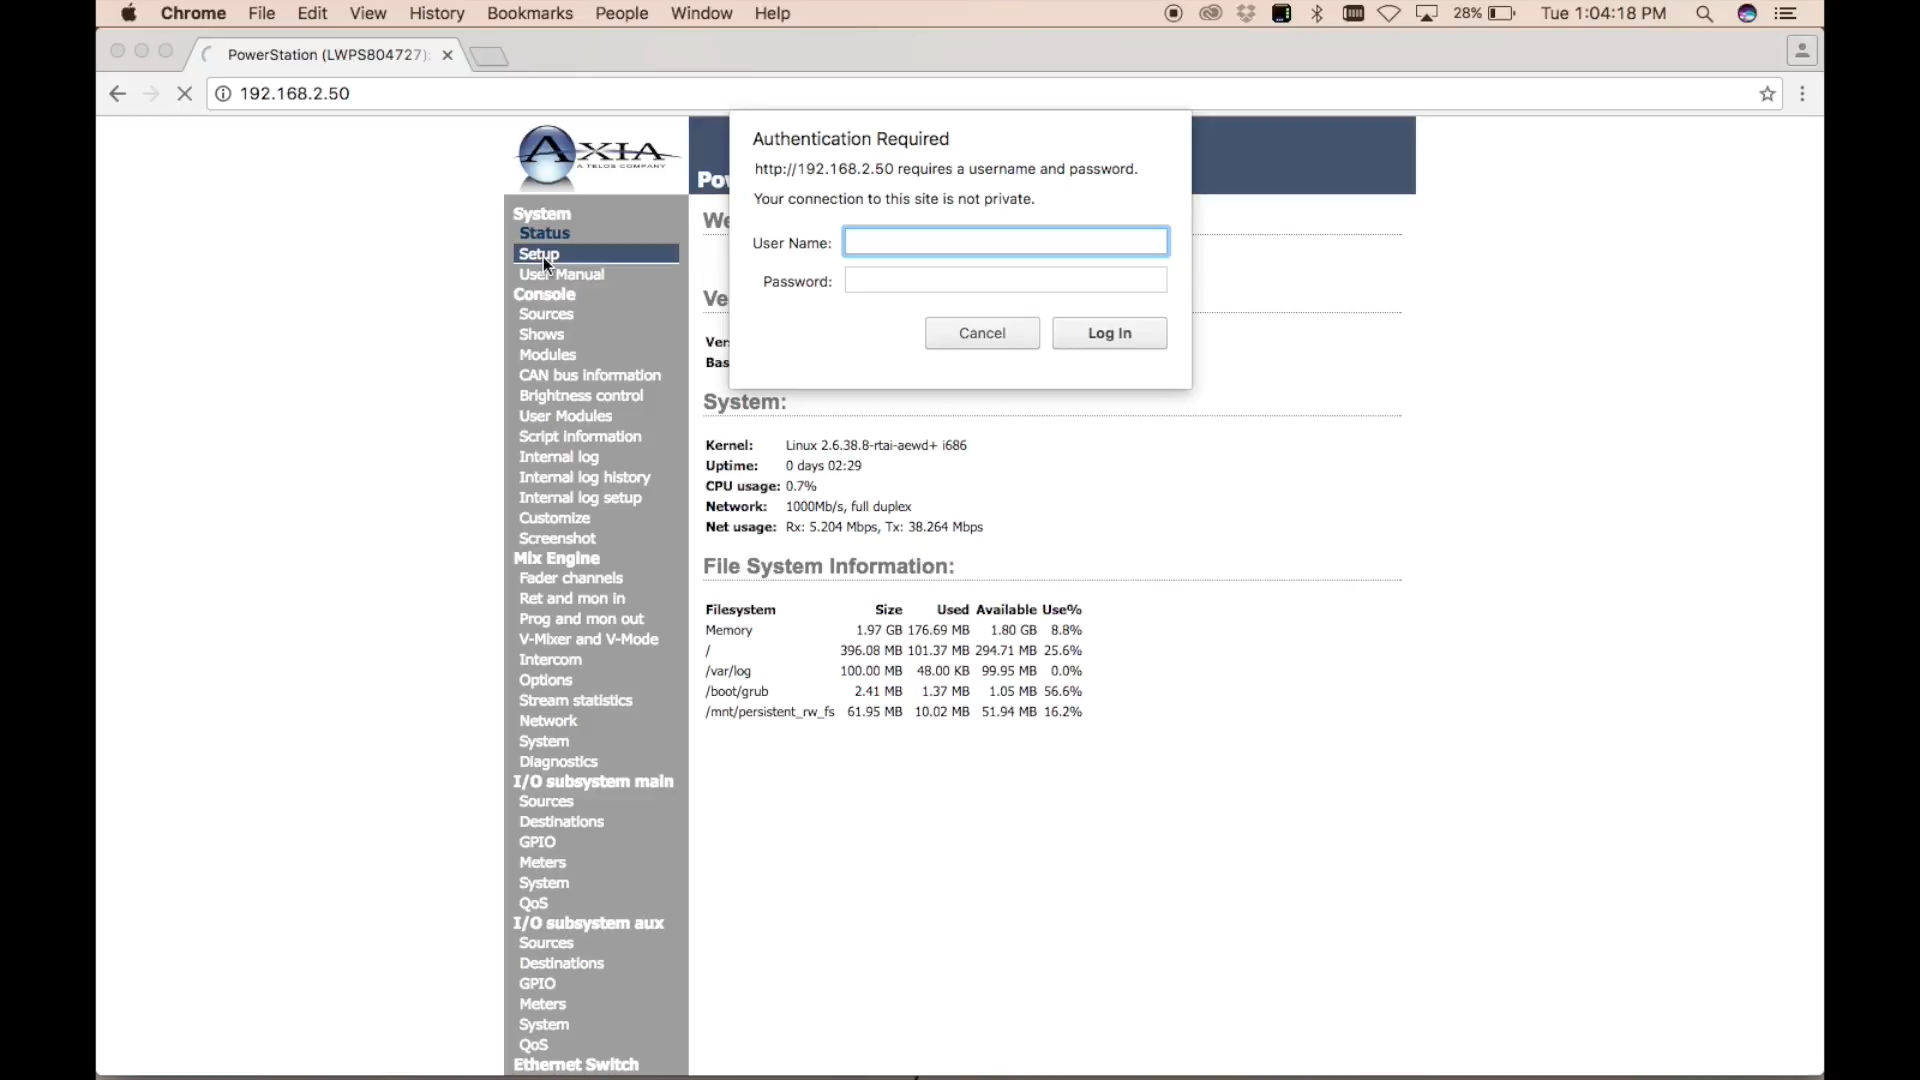 Chrome File Edit View History Bookmarks People Window Help 28% Tue 1:04:18 PM
PowerStation (LWPS804727):
192.168.2.50
AXIA
A TELOS COMPANY
Authentication Required
http://192.168.2.50 requires a username and password.
Your connection to this site is not private.
User Name:
Password:
Cancel Log In
System
Status
Setup
User Manual
Console
Sources
Shows
Modules
CAN bus information
Brightness control
User Modules
Script information
Internal log
Internal log history
Internal log setup
Customize
Screenshot
Mix Engine
Fader channels
Ret and mon in
Prog and mon out
V-Mixer and V-Mode
Intercom
Options
Stream statistics
Network
System
Diagnostics
I/O subsystem main
Sources
Destinations
GPIO
Meters
System
QoS
I/O subsystem aux
Sources
Destinations
GPIO
Meters
System
QoS
Ethernet Switch
System:
Kernel: Linux 2.6.38.8-rtai-aewd+ i686
Uptime: 0 days 02:29
CPU usage: 0.7%
Network: 1000Mb/s, full duplex
Net usage: Rx: 5.204 Mbps, Tx: 38.264 Mbps
File System Information:
Filesystem Size Used Available Use%
Memory 1.97 GB 176.69 MB 1.80 GB 8.8%
/ 396.08 MB 101.37 MB 294.71 MB 25.6%
/var/log 100.00 MB 48.00 KB 99.95 MB 0.0%
/boot/grub 2.41 MB 1.37 MB 1.05 MB 56.6%
/mnt/persistent_rw_fs 61.95 MB 10.02 MB 51.94 MB 16.2%